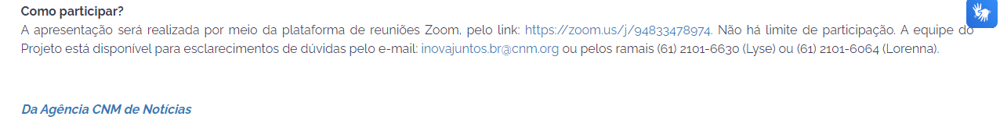 Como participar?
A apresentação será realizada por meio da plataforma de reuniões Zoom, pelo link: https://zoom.us/j/94833478974. Não há limite de participação. A equipe do
Projeto está disponível para esclarecimentos de dúvidas pelo e-mail: inovajuntos.br@cnm.org ou pelos ramais (61) 2101-6630 (Lyse) ou (61) 2101-6064 (Lorenna).
Da Agência CNM de Notícias